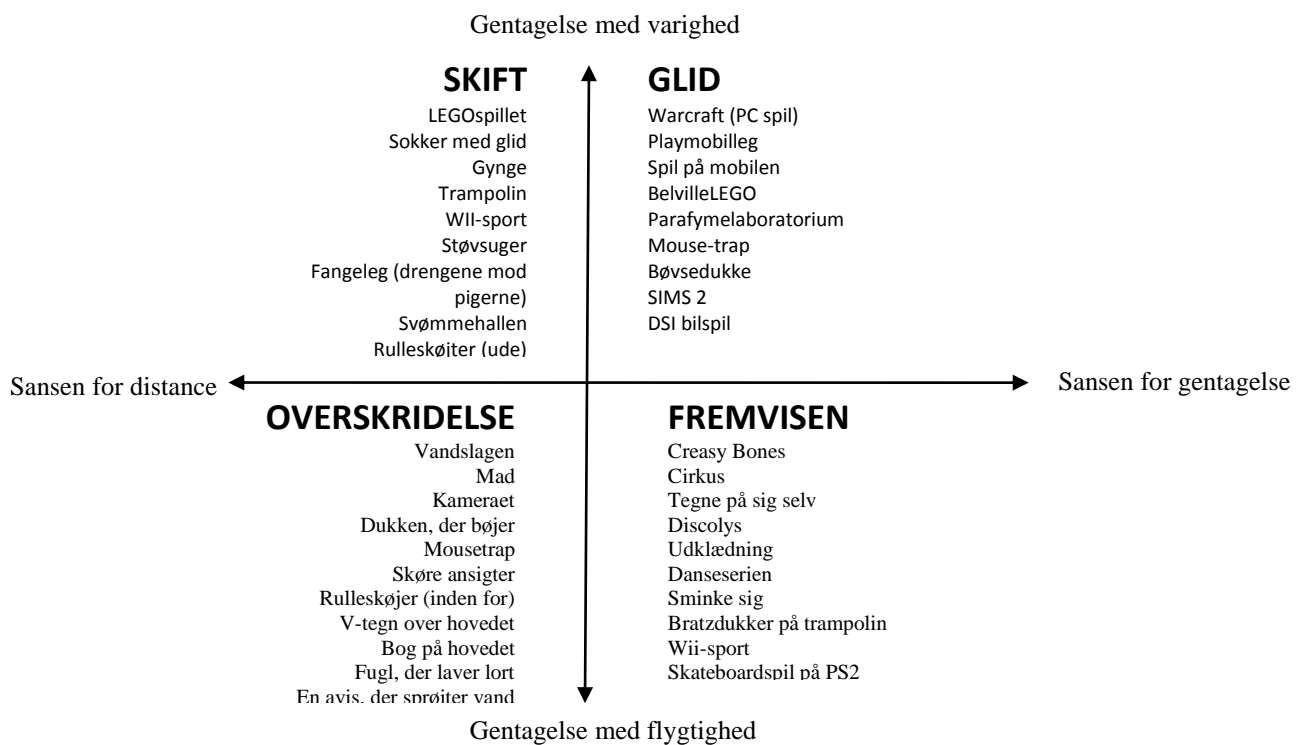 Gentagelse med varighed
SKIFT
LEGOspillet
Sokker med glid
Gynge
Trampolin
WII-sport
Støvsuger
Fangeleg (drengene mod
pigerne)
Svømmehallen
Rulleskøjter (ude)
GLID
Warcraft (PC spil)
Playmobilleg
Spil på mobilen
BelvilleLEGO
Parafymelaboratorium
Mouse-trap
Bøvsedukke
SIMS 2
DSI bilspil
Sansen for distance
Sansen for gentagelse
OVERSKRIDELSE
Vandslagen
Mad
Kameraet
Dukken, der bøjer
Mousetrap
Skøre ansigter
Rulleskøjer (inden for)
V-tegn over hovedet
Bog på hovedet
Fugl, der laver lort
En avis, der sprøjter vand
FREMVISEN
Creasy Bones
Cirkus
Tegne på sig selv
Discolys
Udklædning
Danseserien
Sminke sig
Bratzdukker på trampolin
Wii-sport
Skateboardspil på PS2
Gentagelse med flygtighed